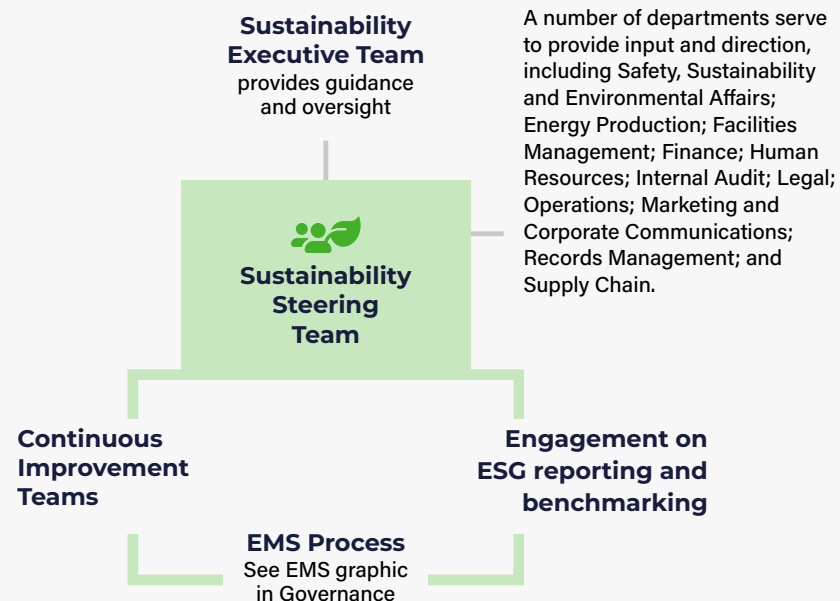 Sustainability
Executive Team
provides guidance
and oversight
A number of departments serve
to provide input and direction,
including Safety, Sustainability
and Environmental Affairs;
Energy Production; Facilities
Management; Finance; Human
Resources; Internal Audit; Legal;
Operations; Marketing and
Corporate Communications;
Records Management; and
Supply Chain.
Sustainability
Steering
Team
Continuous
Improvement
Teams
Engagement on
ESG reporting and
benchmarking
EMS Process
See EMS graphic
in Governance